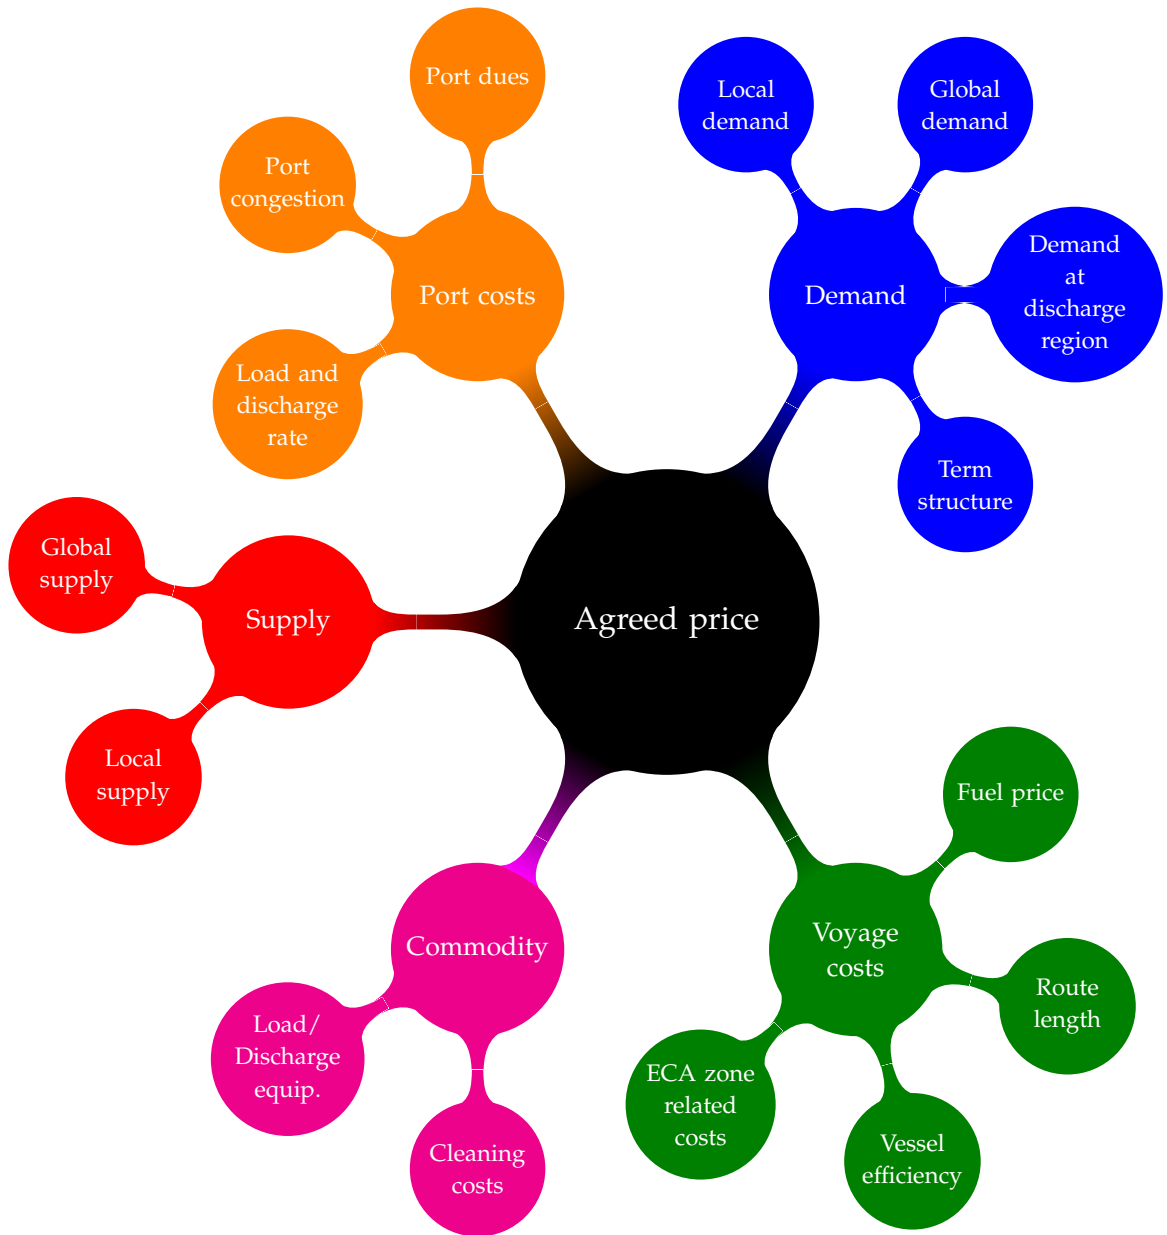 Port dues
Local
demand
Global
demand
Port
congestion
Demand
at
discharge
region
Port costs
Demand
Load and
discharge
rate
Term
structure
Global
supply
Supply
Agreed price
Local
supply
Fuel price
Commodity
Voyage
costs
Route
length
Load/
Discharge
equip.
ECA zone
related
costs
Cleaning
costs
Vessel
efficiency